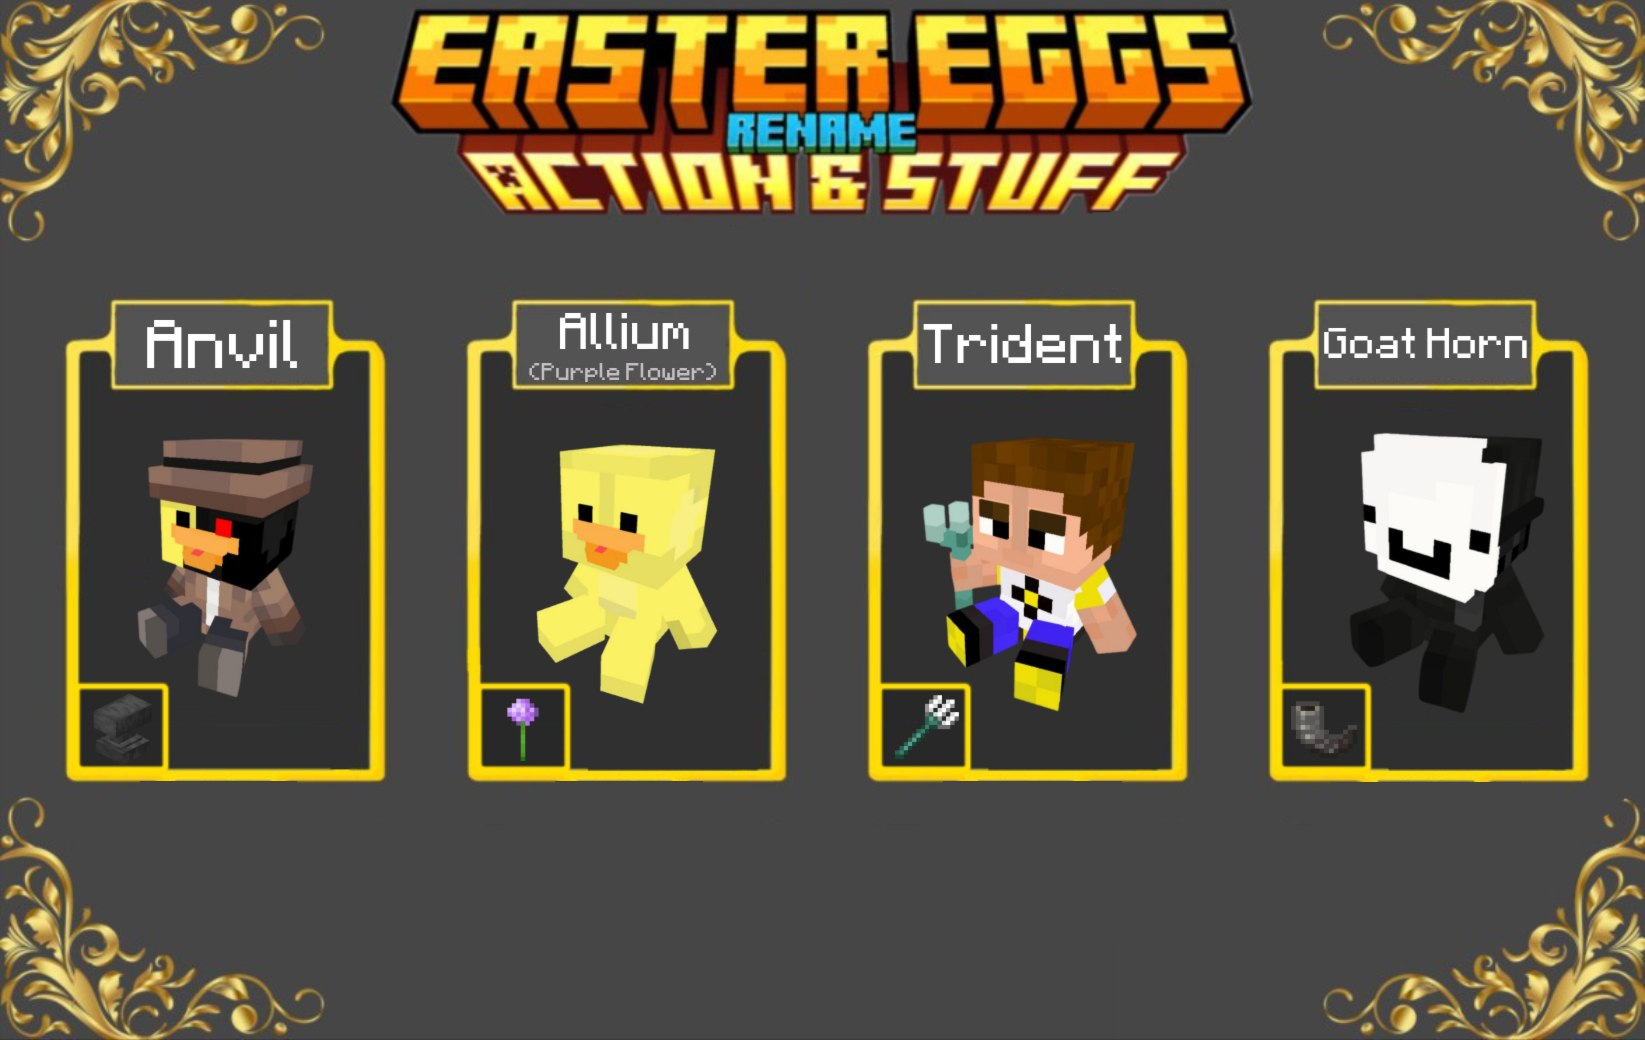 EASTER EGGS
RENAME
ACTION & STUFF
Anvil
Allium
(Purple Flower)
Trident
Goat Horn